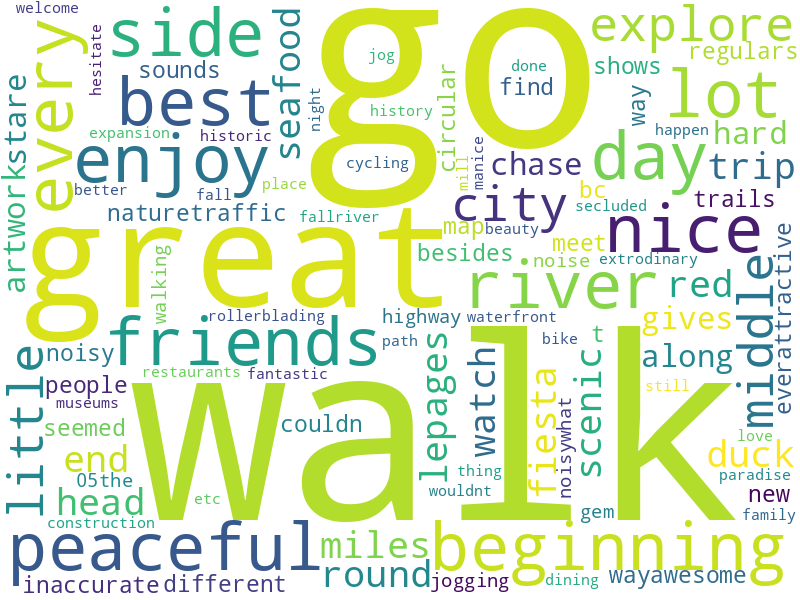 welcome
go
side
explore
hesitate
seafood
jog
done
shows
regulars
sounds
every
best
find
lot
way
night
history
circular
expansion
historic
happen
hard
artworkstare
enjoy
cycling
mill
manice
chase
day
trip
better
fall
place
bc
naturetraffic
fallriver
city
secluded
trails
great
map
beauty
nice
meet
besides
noise
extrodinary
walking
river
red
middle
everattractive
rollerblading
highway
waterfront
gives
friends
path
bike
t
along
noisy
restaurants
fantastic
lepages
watch
fiesta
scenic
little
people
walk
still
museums
couldn
seemed
love
end
05the
thing
noisywhat
duck
paradise
wouldnt
head
etc
gem
new
construction
family
peaceful
miles
beginning
inaccurate
different
round
jogging
dining
wayawesome